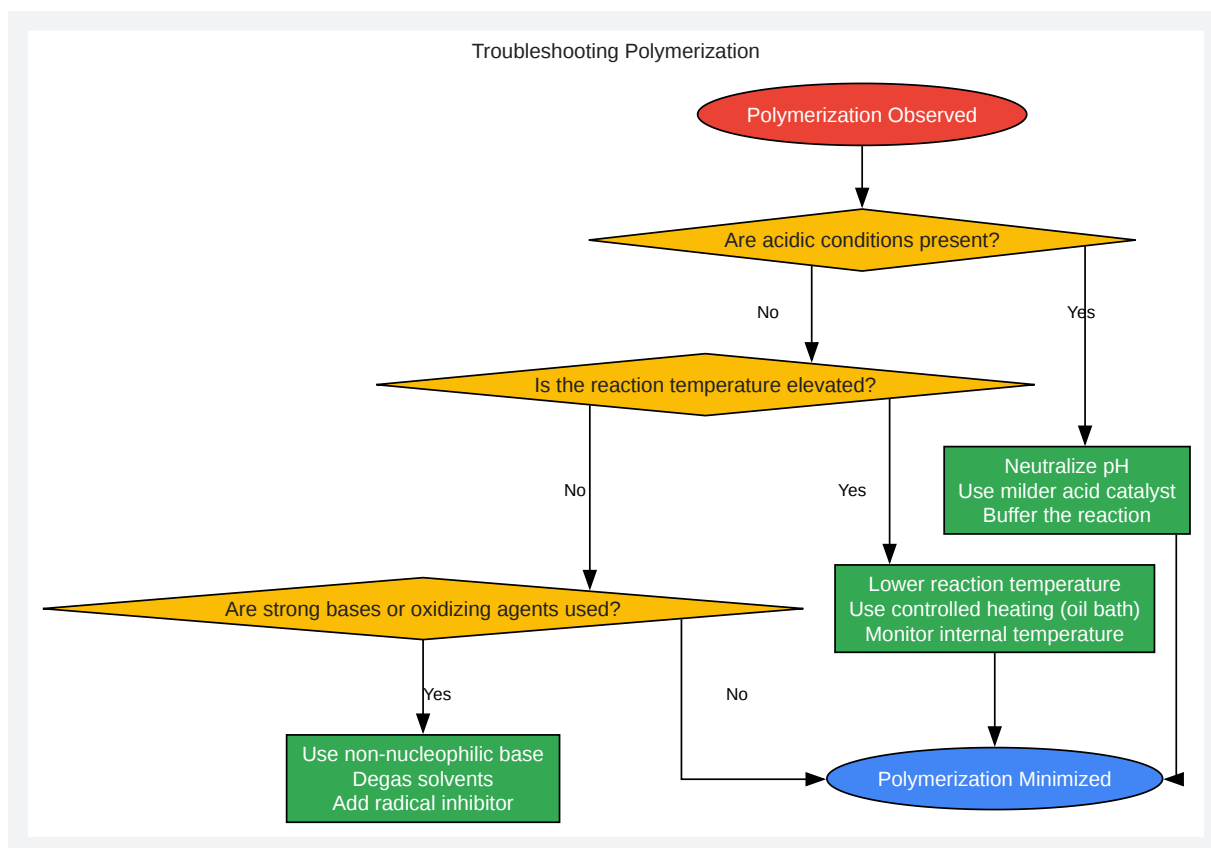 Troubleshooting Polymerization
Polymerization Observed
Are acidic conditions present?
No
Yes
Is the reaction temperature elevated?
Neutralize pH
Use milder acid catalyst
Buffer the reaction
No
Yes
Lower reaction temperature
Use controlled heating (oil bath)
Monitor internal temperature
Are strong bases or oxidizing agents used?
Yes
No
Use non-nucleophilic base
Degas solvents
Add radical inhibitor
Polymerization Minimized